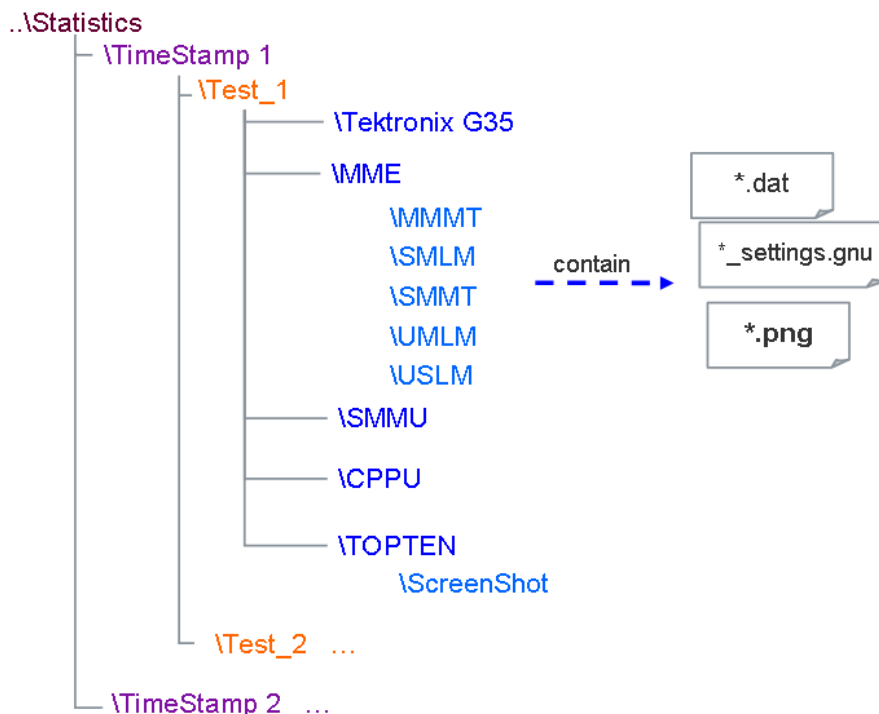 ..\Statistics
\TimeStamp 1
\Test_1
\Tektronix G35
\MME
\MMMT
\SMLM
\SMMT
\UMLM
\USLM
contain
*.dat
*_settings.gnu
*.png
\SMMU
\CPPU
\TOPTEN
\ScreenShot
\Test_2 ...
\TimeStamp 2 ...